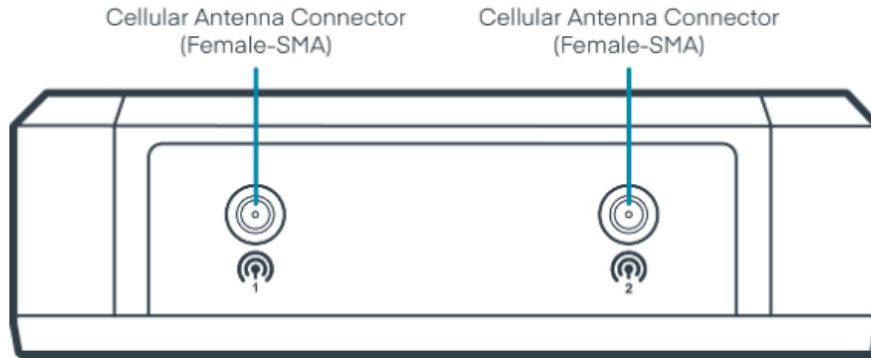 Cellular Antenna Connector
(Female-SMA)
Cellular Antenna Connector
(Female-SMA)
1
2